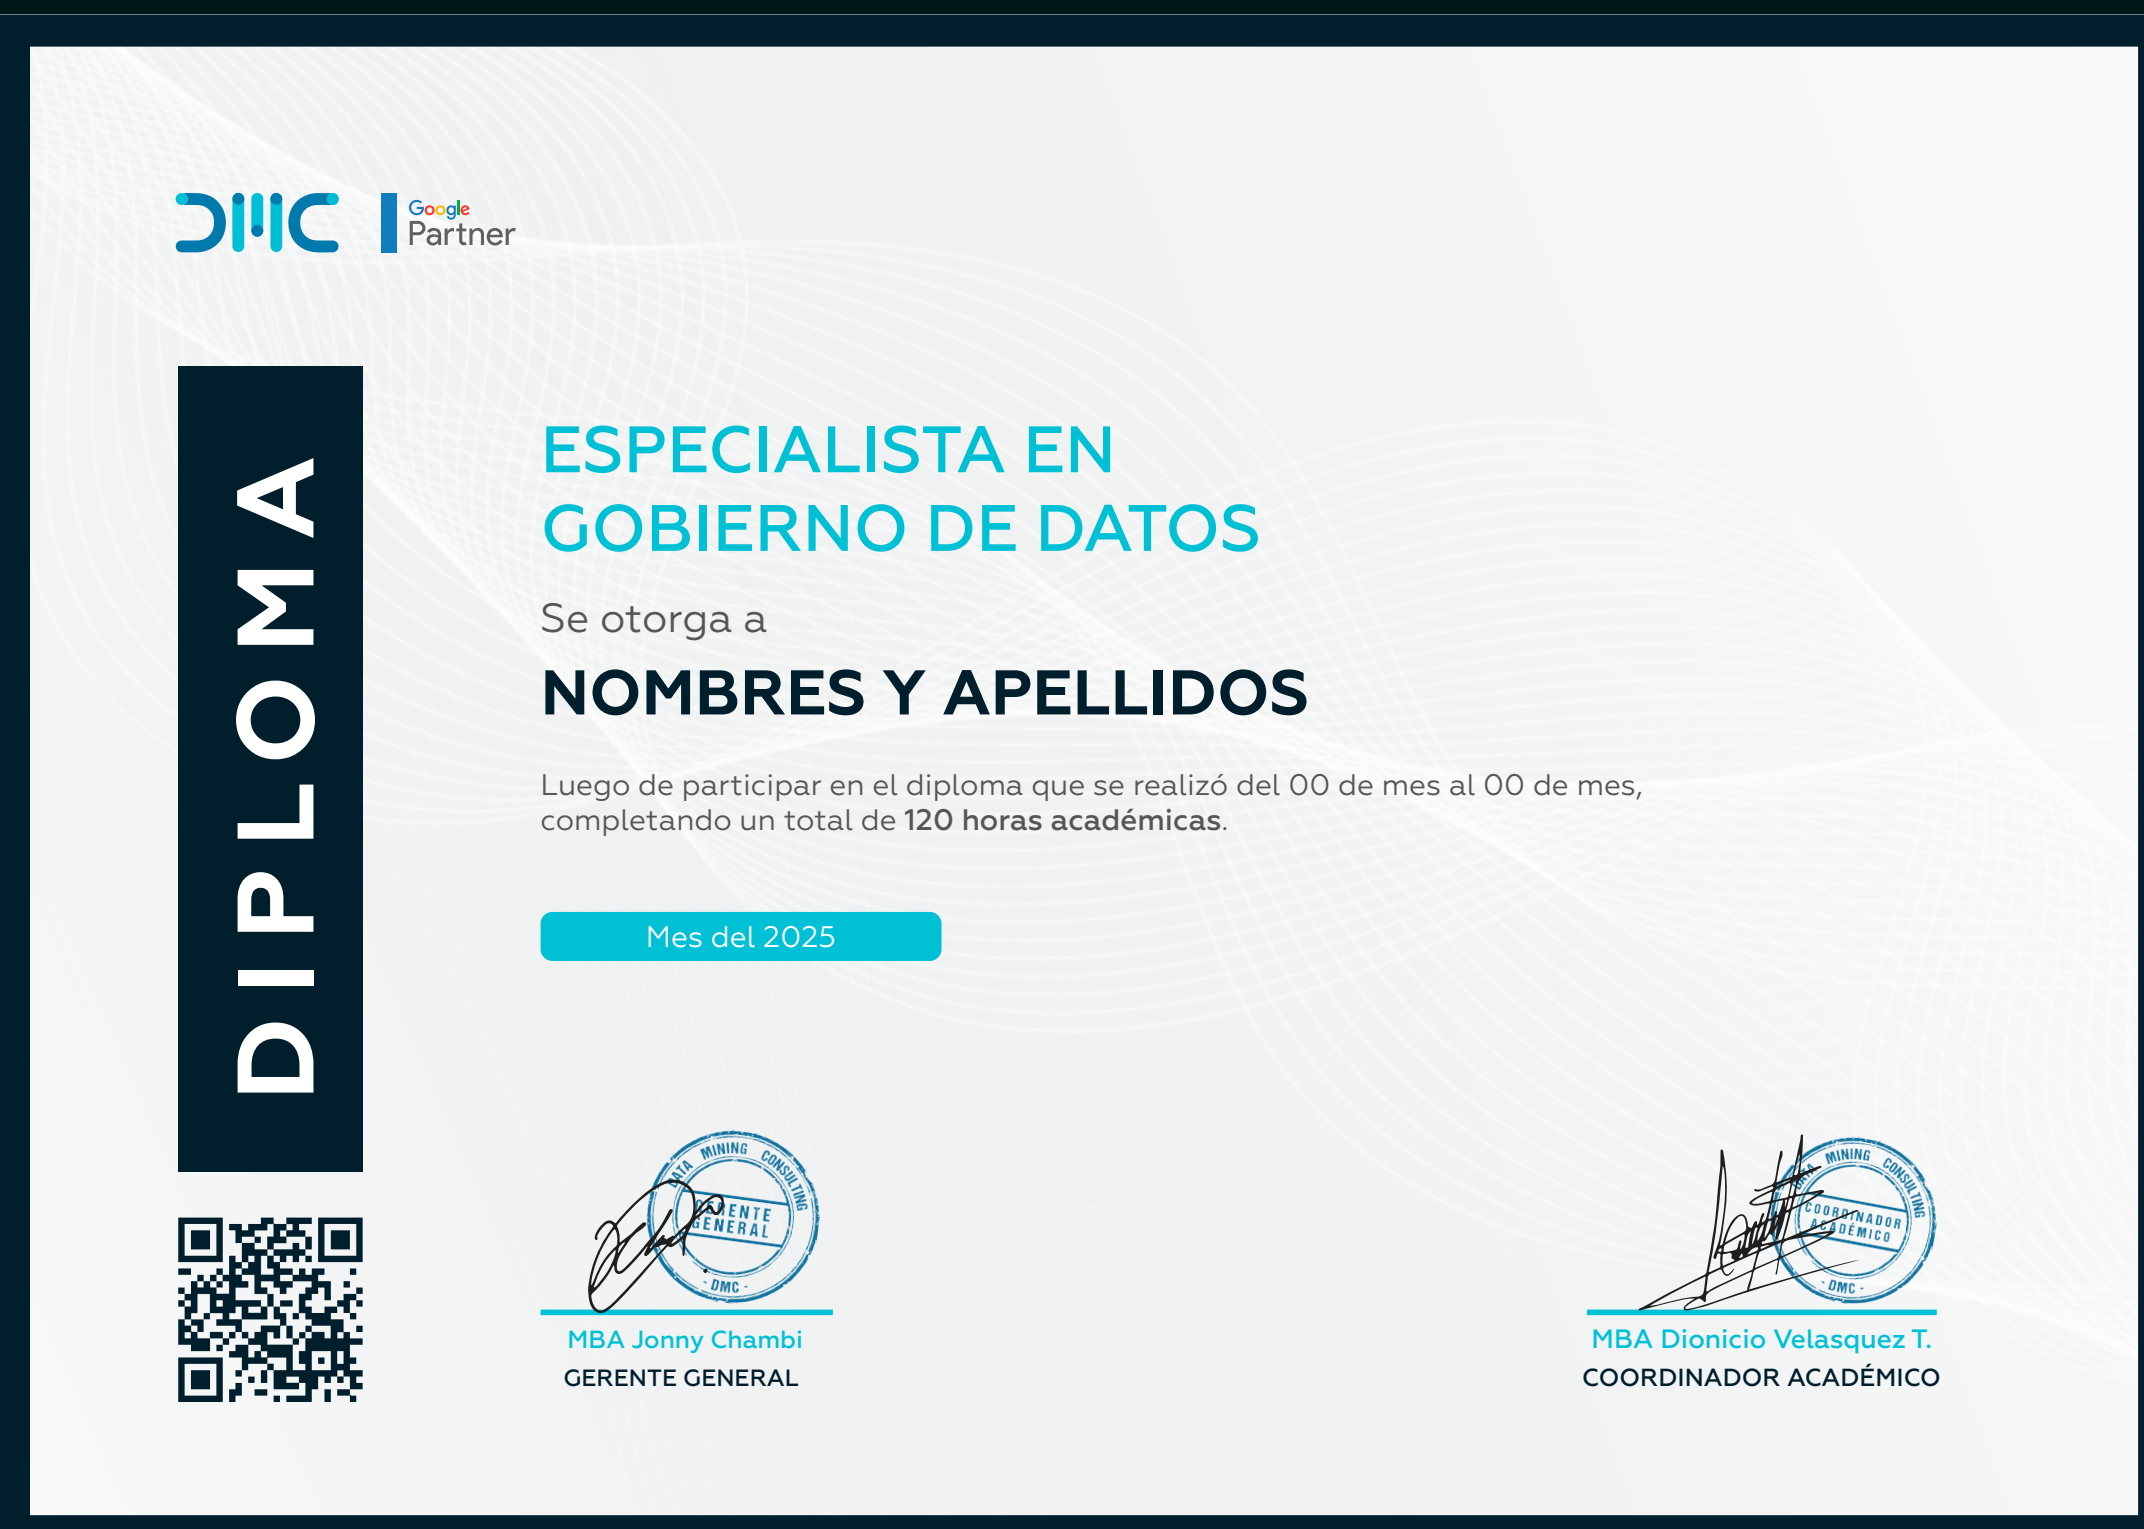 DMC
Google
Partner
DIPLOMA
ESPECIALISTA EN
GOBIERNO DE DATOS
Se otorga a
NOMBRES Y APELLIDOS
Luego de participar en el diploma que se realizó del 00 de mes al 00 de mes,
completando un total de 120 horas académicas.
Mes del 2025
DATA MINING CONSULTING
GERENTE
GENERAL
- DMC -
MBA Jonny Chambi
GERENTE GENERAL
DATA MINING CONSULTING
COORDINADOR
ACADÉMICO
- DMC -
MBA Dionicio Velasquez T.
COORDINADOR ACADÉMICO